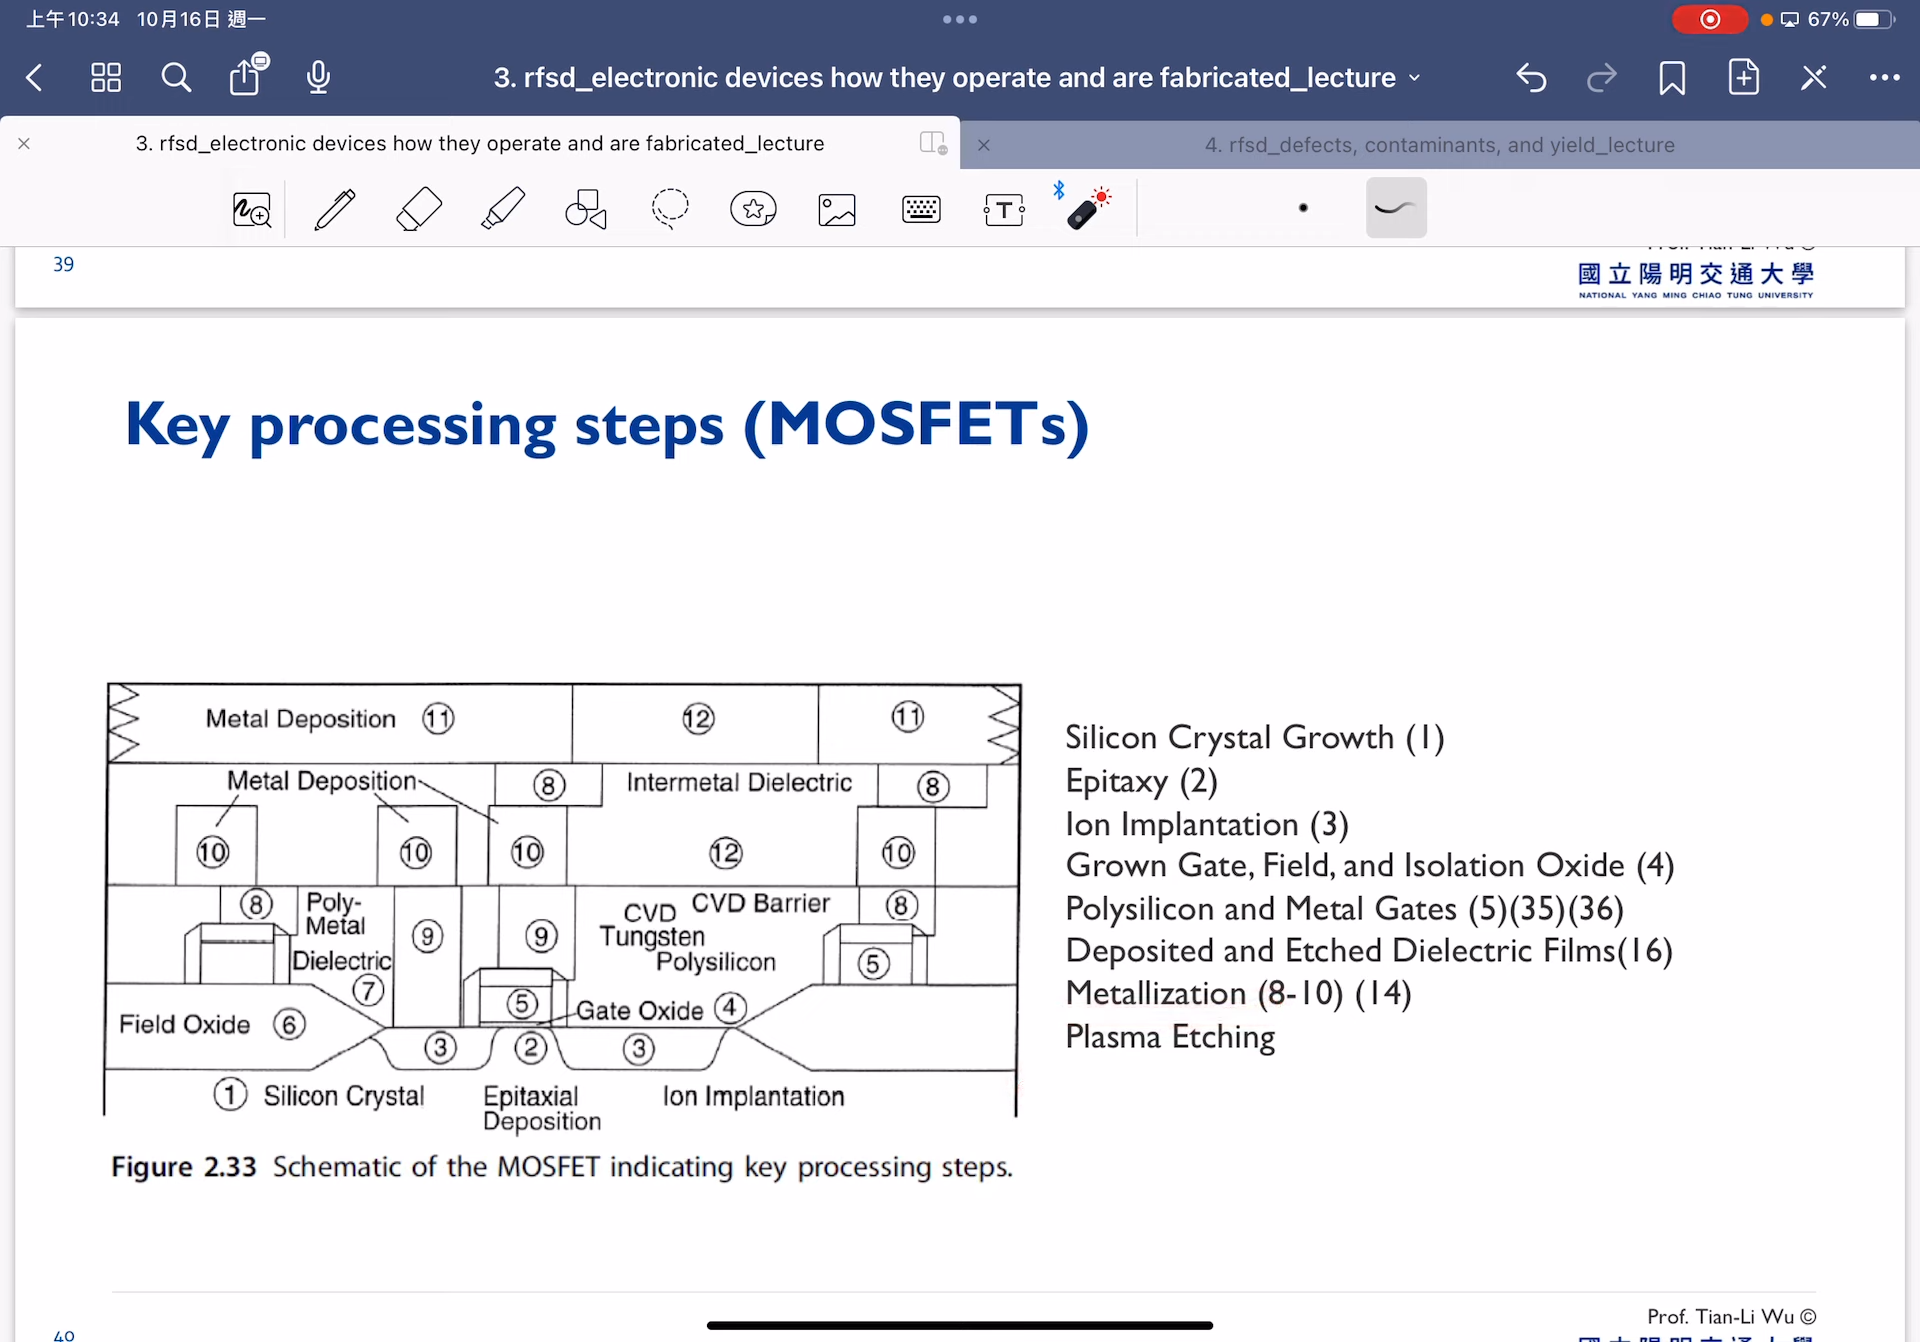 上午10:34 10月16日 週一
67%
3. rfsd_electronic devices how they operate and are fabricated_lecture
3. rfsd_electronic devices how they operate and are fabricated_lecture
4. rfsd_defects, contaminants, and yield_lecture
39
國立陽明交通大學
NATIONAL YANG MING CHIAO TUNG UNIVERSITY
Key processing steps (MOSFETs)
Metal Deposition ⑪ ⑫ ⑪
Metal Deposition ⑧ Intermetal Dielectric ⑧
⑩ ⑩ ⑩ ⑫ ⑩
⑧ Poly-Metal Dielectric ⑦ ⑨ ⑨ CVD Tungsten CVD Barrier ⑧
Polysilicon ⑤
Field Oxide ⑥ ⑤ Gate Oxide ④
③ ② ③
① Silicon Crystal Epitaxial Deposition Ion Implantation
Figure 2.33 Schematic of the MOSFET indicating key processing steps.
Silicon Crystal Growth (1)
Epitaxy (2)
Ion Implantation (3)
Grown Gate, Field, and Isolation Oxide (4)
Polysilicon and Metal Gates (5)(35)(36)
Deposited and Etched Dielectric Films(16)
Metallization (8-10) (14)
Plasma Etching
Prof. Tian-Li Wu ©
40